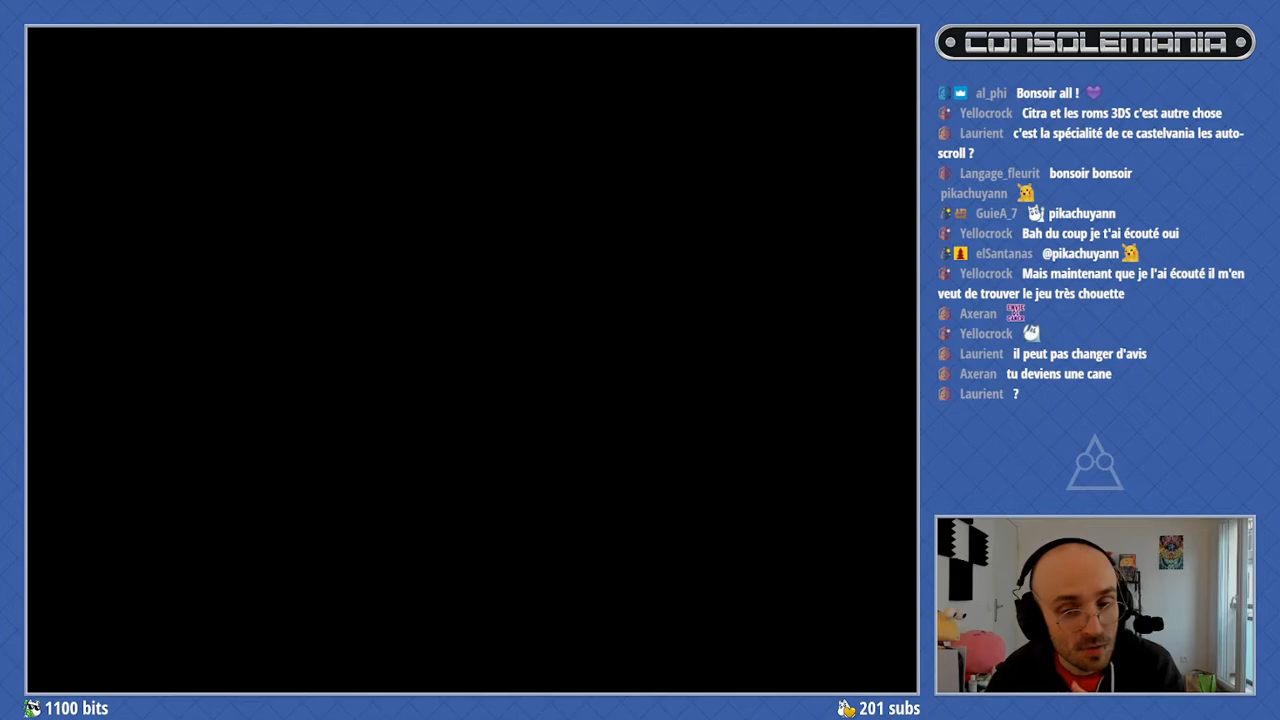 CONSOLEMANIA
al_phi Bonsoir all !
Yellocrock Citra et les roms 3DS c'est autre chose
Laurient c'est la spécialité de ce castelvania les auto-
scroll ?
Langage_fleurit bonsoir bonsoir
pikachuyann
GuieA_7 pikachuyann
Yellocrock Bah du coup je t'ai écouté oui
elSantanas @pikachuyann
Yellocrock Mais maintenant que je l'ai écouté il m'en
veut de trouver le jeu très chouette
Axeran
Yellocrock
Laurient il peut pas changer d'avis
Axeran tu deviens une cane
Laurient ?
1100 bits
201 subs